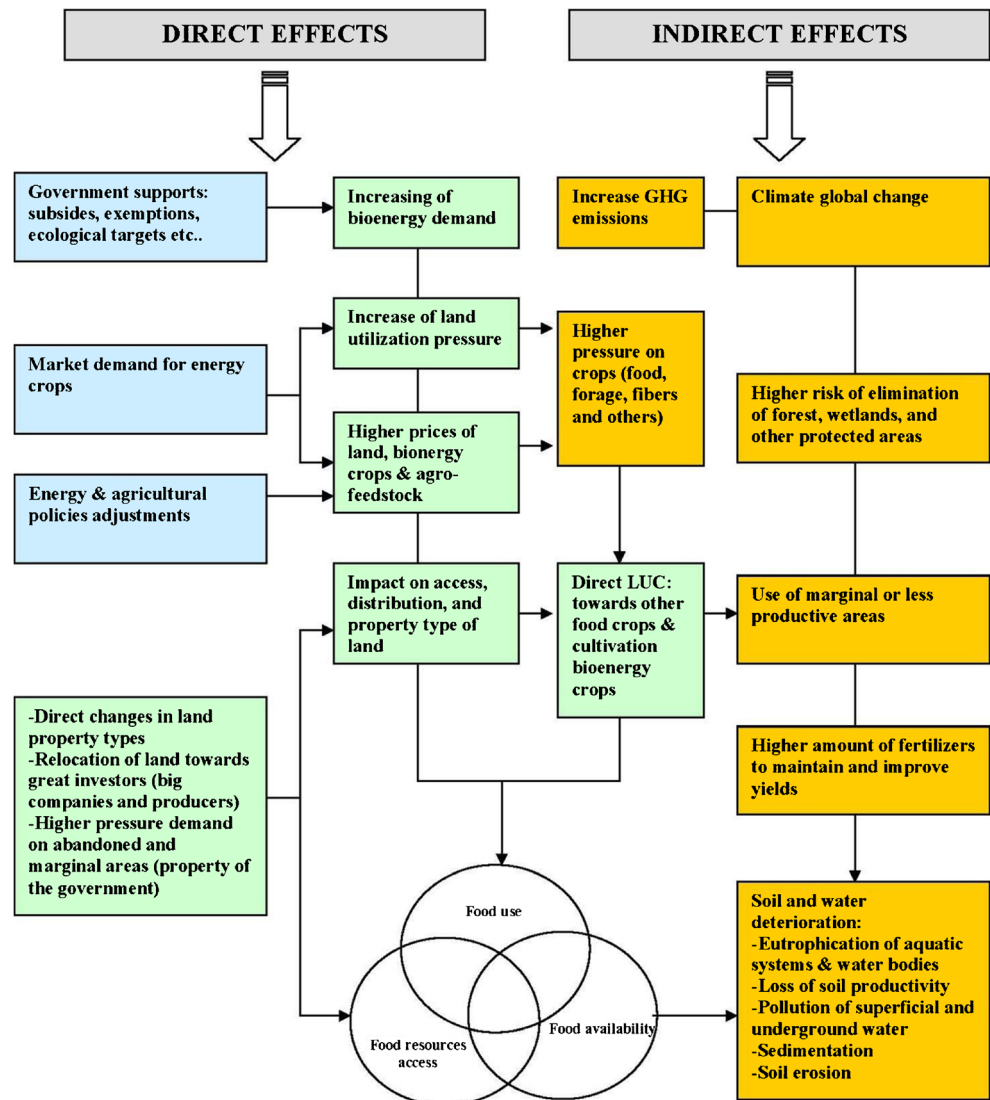 DIRECT EFFECTS
INDIRECT EFFECTS
Government supports:
subsides, exemptions,
ecological targets etc..
Increasing of
bioenergy demand
Increase GHG
emissions
Climate global change
Market demand for energy
crops
Increase of land
utilization pressure
Higher
pressure on
crops (food,
forage, fibers
and others)
Higher risk of elimination
of forest, wetlands, and
other protected areas
Higher prices of
land, bionergy
crops & agro-
feedstock
Energy & agricultural
policies adjustments
Impact on access,
distribution, and
property type of
land
Direct LUC:
towards other
food crops &
cultivation
bioenergy
crops
Use of marginal or less
productive areas
-Direct changes in land
property types
-Relocation of land towards
great investors (big
companies and producers)
-Higher pressure demand
on abandoned and
marginal areas (property of
the government)
Higher amount of fertilizers
to maintain and improve
yields
Food use
Food resources
access
Food availability
Soil and water
deterioration:
-Eutrophication of aquatic
systems & water bodies
-Loss of soil productivity
-Pollution of superficial and
underground water
-Sedimentation
-Soil erosion